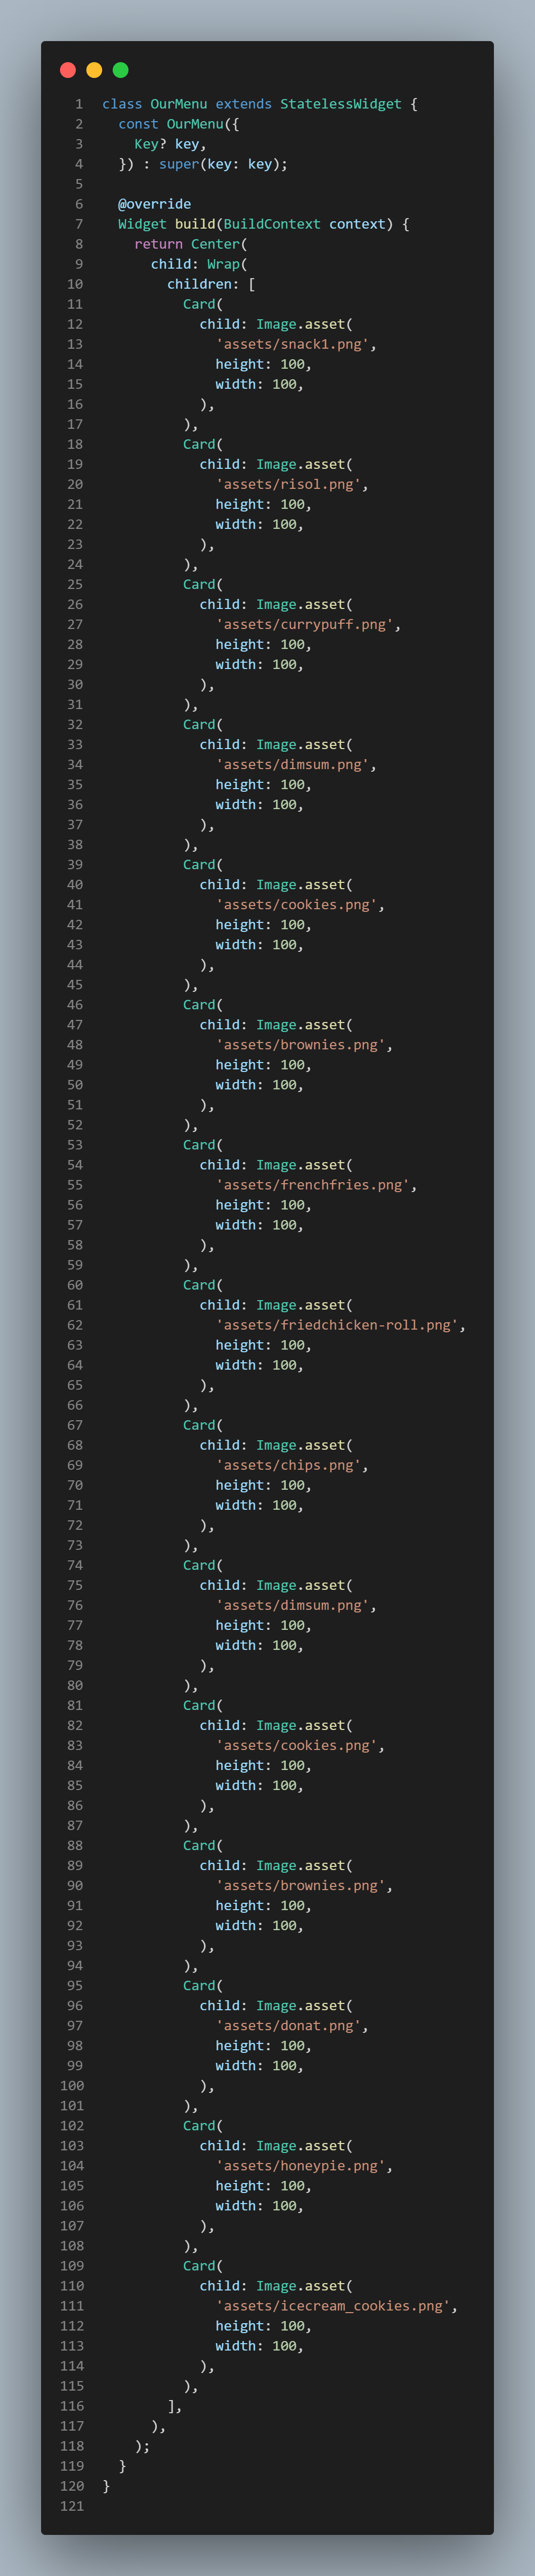 1 class OurMenu extends StatelessWidget {
2   const OurMenu({
3     Key? key,
4   }) : super(key: key);
5
6   @override
7   Widget build(BuildContext context) {
8     return Center(
9       child: Wrap(
10         children: [
11           Card(
12             child: Image.asset(
13               'assets/snack1.png',
14               height: 100,
15               width: 100,
16             ),
17           ),
18           Card(
19             child: Image.asset(
20               'assets/risol.png',
21               height: 100,
22               width: 100,
23             ),
24           ),
25           Card(
26             child: Image.asset(
27               'assets/currypuff.png',
28               height: 100,
29               width: 100,
30             ),
31           ),
32           Card(
33             child: Image.asset(
34               'assets/dimsum.png',
35               height: 100,
36               width: 100,
37             ),
38           ),
39           Card(
40             child: Image.asset(
41               'assets/cookies.png',
42               height: 100,
43               width: 100,
44             ),
45           ),
46           Card(
47             child: Image.asset(
48               'assets/brownies.png',
49               height: 100,
50               width: 100,
51             ),
52           ),
53           Card(
54             child: Image.asset(
55               'assets/frenchfries.png',
56               height: 100,
57               width: 100,
58             ),
59           ),
60           Card(
61             child: Image.asset(
62               'assets/friedchicken-roll.png',
63               height: 100,
64               width: 100,
65             ),
66           ),
67           Card(
68             child: Image.asset(
69               'assets/chips.png',
70               height: 100,
71               width: 100,
72             ),
73           ),
74           Card(
75             child: Image.asset(
76               'assets/dimsum.png',
77               height: 100,
78               width: 100,
79             ),
80           ),
81           Card(
82             child: Image.asset(
83               'assets/cookies.png',
84               height: 100,
85               width: 100,
86             ),
87           ),
88           Card(
89             child: Image.asset(
90               'assets/brownies.png',
91               height: 100,
92               width: 100,
93             ),
94           ),
95           Card(
96             child: Image.asset(
97               'assets/donat.png',
98               height: 100,
99               width: 100,
100             ),
101           ),
102           Card(
103             child: Image.asset(
104               'assets/honeypie.png',
105               height: 100,
106               width: 100,
107             ),
108           ),
109           Card(
110             child: Image.asset(
111               'assets/icecream_cookies.png',
112               height: 100,
113               width: 100,
114             ),
115           ),
116         ],
117       ),
118     );
119   }
120 }
121